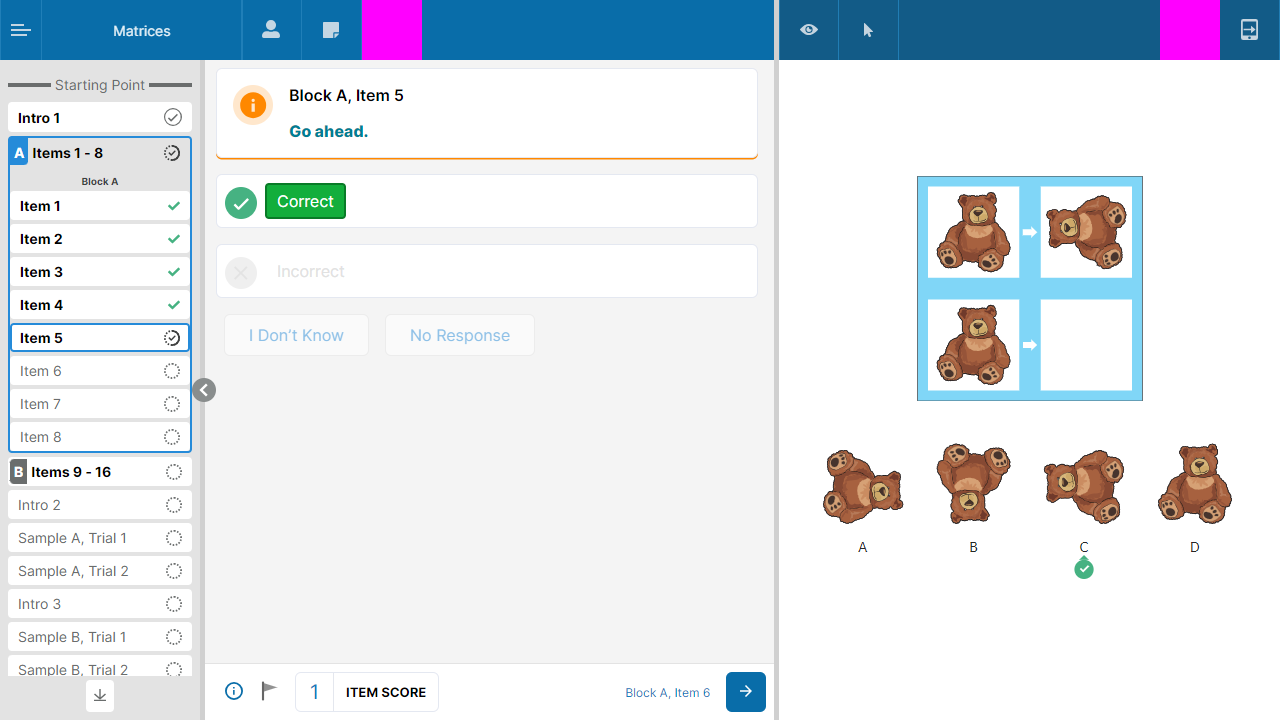 Matrices
Starting Point
Intro 1
A Items 1 - 8
Block A
Item 1
Item 2
Item 3
Item 4
Item 5
Item 6
Item 7
Item 8
B Items 9 - 16
Intro 2
Sample A, Trial 1
Sample A, Trial 2
Intro 3
Sample B, Trial 1
Sample B, Trial 2
Block A, Item 5
Go ahead.
Correct
Incorrect
I Don’t Know No Response
1 ITEM SCORE
Block A, Item 6
A B C D